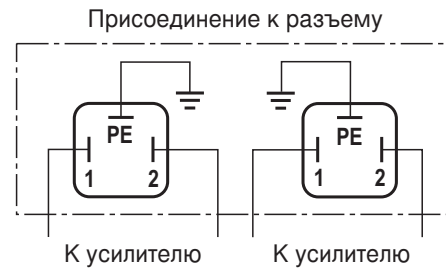 Присоединение к разъему
PE PE
1 2 1 2
К усилителю К усилителю